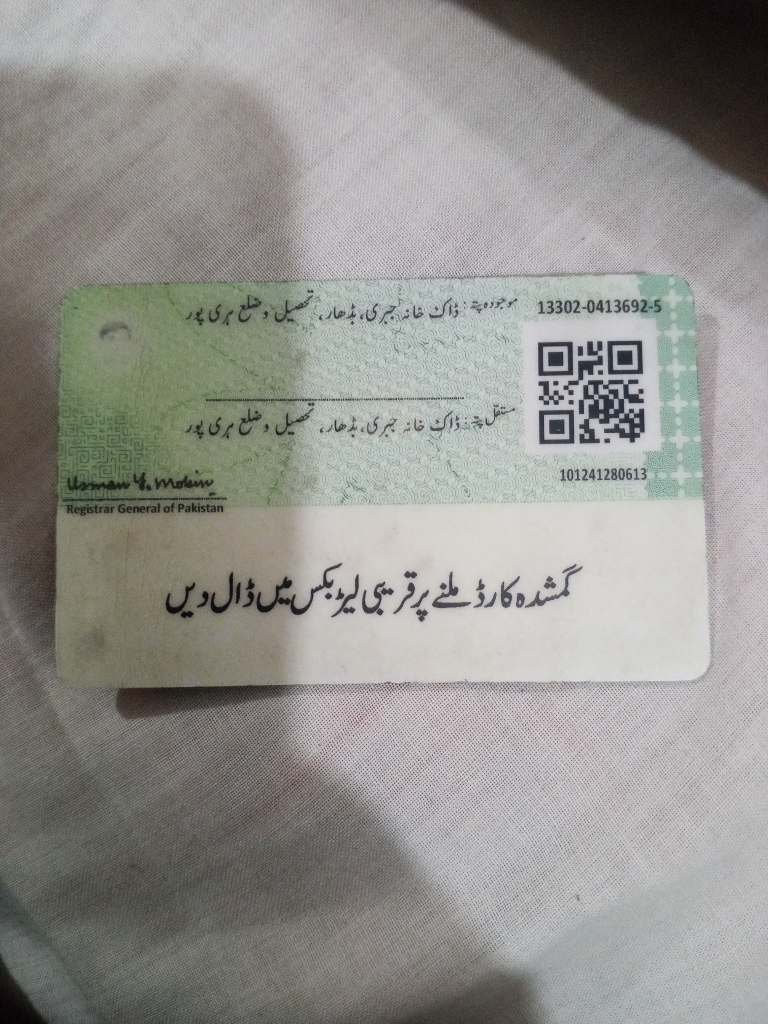 موجودہ پتہ: ڈاک خانہ جبری، بڈھار، تحصیل و ضلع ہری پور
13302-0413692-5
مستقل پتہ: ڈاک خانہ جبری، بڈھار، تحصیل و ضلع ہری پور
101241280613
Usman Y. Mobin
Registrar General of Pakistan
گمشدہ کارڈ ملنے پر قریبی لیٹر بکس میں ڈال دیں